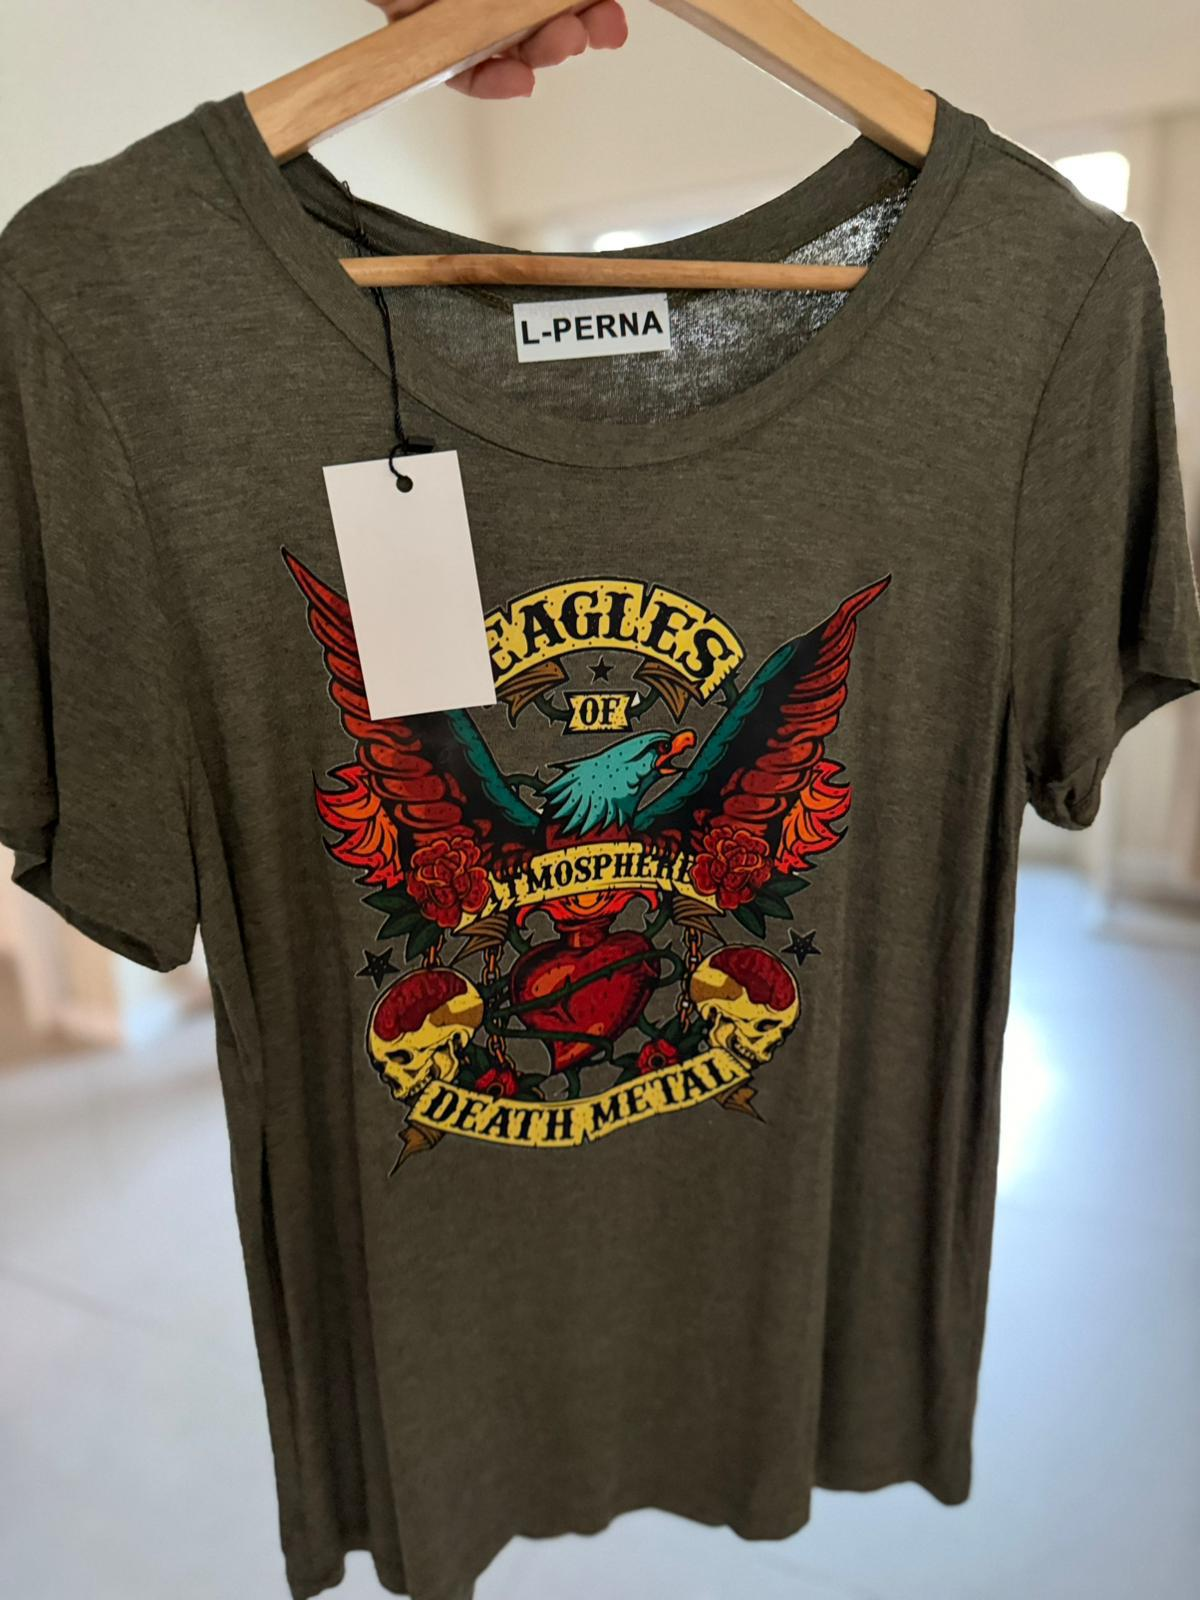 L-PERNA
EAGLES
OF
ATMOSPHERE
DEATH METAL